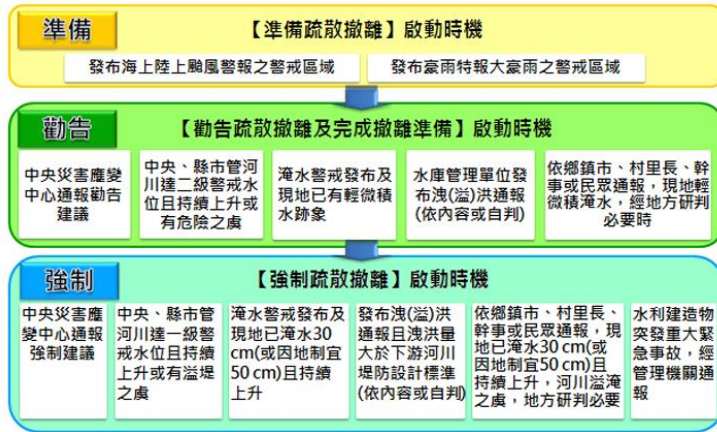 準備
【準備疏散撤離】啟動時機
發布海上陸上颱風警報之警戒區域
發布豪雨特報大豪雨之警戒區域
勸告
【勸告疏散撤離及完成撤離準備】啟動時機
中央災害應變
中心通報勸告
建議
中央、縣市管河
川達二級警戒水
位且持續上升或
有危險之虞
淹水警戒發布及
現地已有輕微積
水跡象
水庫管理單位
發布洩(溢)洪通報
(依內容或自判)
依鄉鎮市、村里長、幹
事或民眾通報,現地輕
微積淹水,經地方研判
必要時
強制
【強制疏散撤離】啟動時機
中央災害應
變中心通報
強制建議
中央、縣市管
河川達一級警
戒水位且持續
上升或有溢堤
之虞
淹水警戒發布及
現地已淹水30
cm(或因地制宜
50 cm)且持續
上升
發布洩(溢)洪
通報且洩洪量
大於下游河川
堤防設計標準
(依內容或自判)
依鄉鎮市、村里長、
幹事或民眾通報,現
地已淹水30 cm(或
因地制宜50 cm)且
持續上升,河川溢淹
之虞,地方研判必要
水利建造物
突發重大緊
急事故,經
管理機關通
報